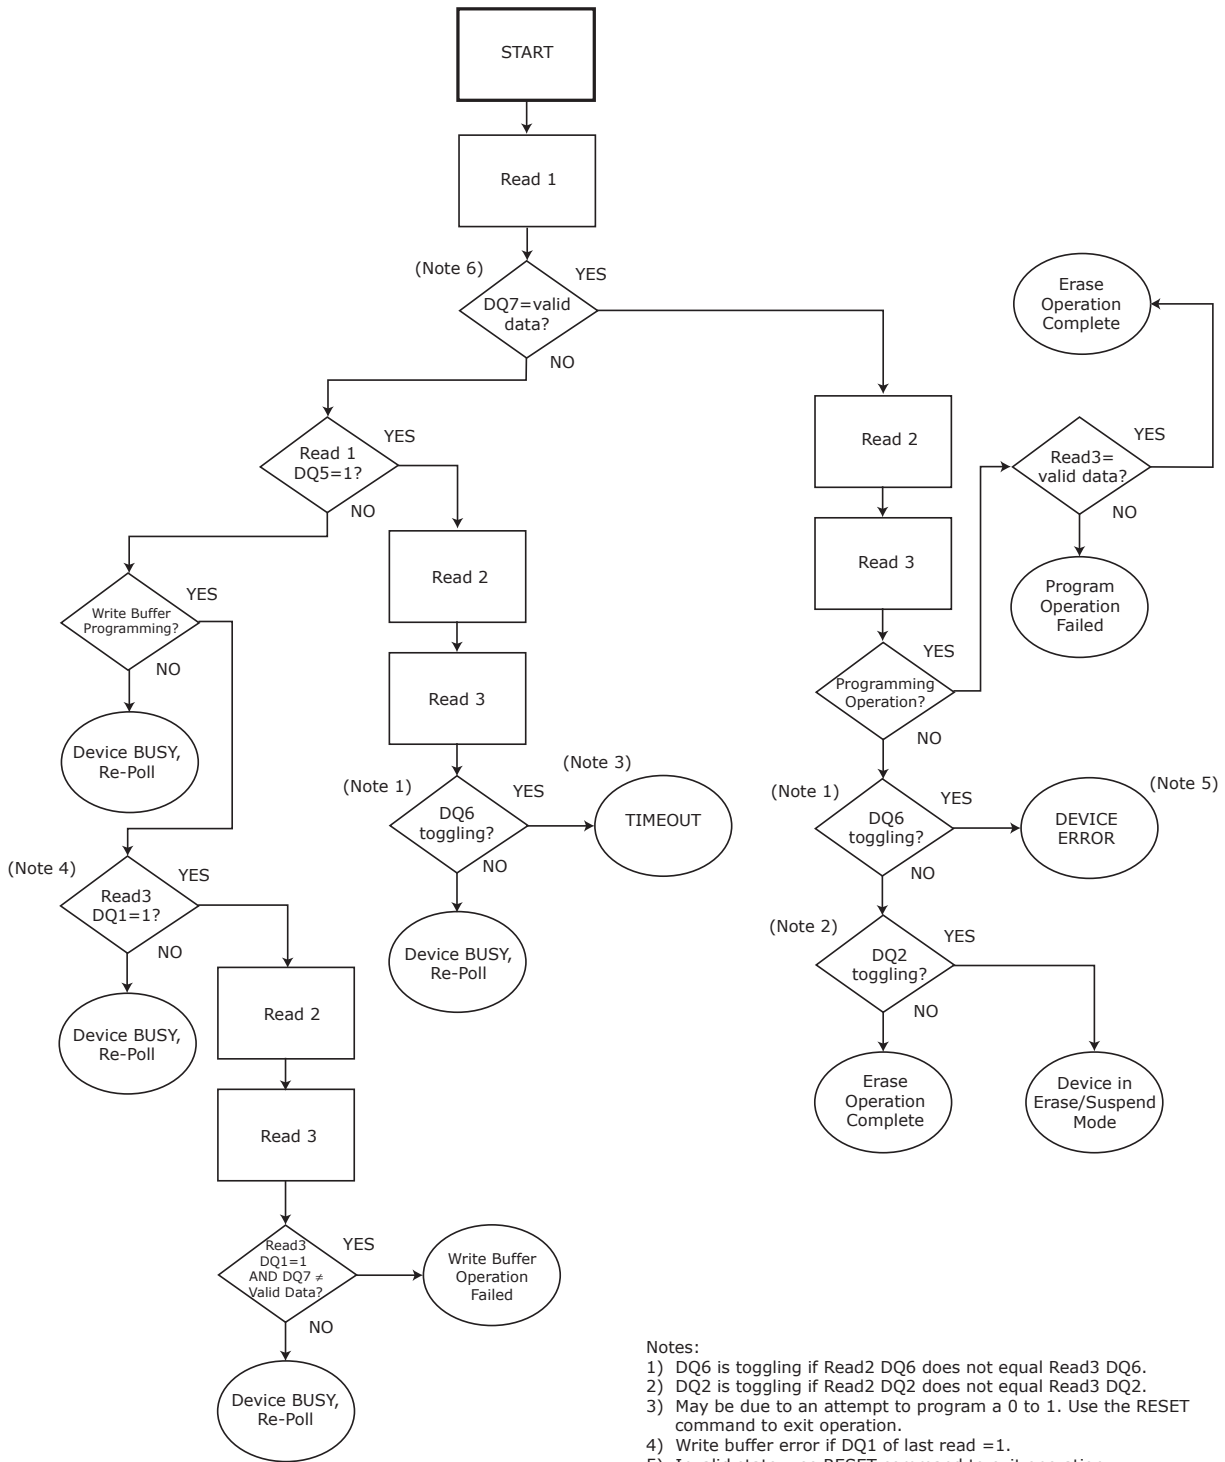 START
Read 1
(Note 6)
YES
DQ7=valid
data?
NO
Erase
Operation
Complete
Read 1
DQ5=1?
YES
NO
Read 2
Read3=
valid data?
YES
NO
Read 2
Read 3
Program
Operation
Failed
Write Buffer
Programming?
YES
NO
Read 3
Programming
Operation?
YES
NO
Device BUSY,
Re-Poll
(Note 1)
DQ6
toggling?
YES
NO
(Note 3)
TIMEOUT
(Note 1)
DQ6
toggling?
YES
NO
DEVICE
ERROR
(Note 5)
(Note 4)
Read3
DQ1=1?
YES
NO
Device BUSY,
Re-Poll
(Note 2)
DQ2
toggling?
YES
NO
Device BUSY,
Re-Poll
Read 2
Erase
Operation
Complete
Device in
Erase/Suspend
Mode
Read 3
Read3
DQ1=1
AND DQ7 ≠
Valid Data?
YES
NO
Write Buffer
Operation
Failed
Device BUSY,
Re-Poll
Notes:
1) DQ6 is toggling if Read2 DQ6 does not equal Read3 DQ6.
2) DQ2 is toggling if Read2 DQ2 does not equal Read3 DQ2.
3) May be due to an attempt to program a 0 to 1. Use the RESET
command to exit operation.
4) Write buffer error if DQ1 of last read =1.